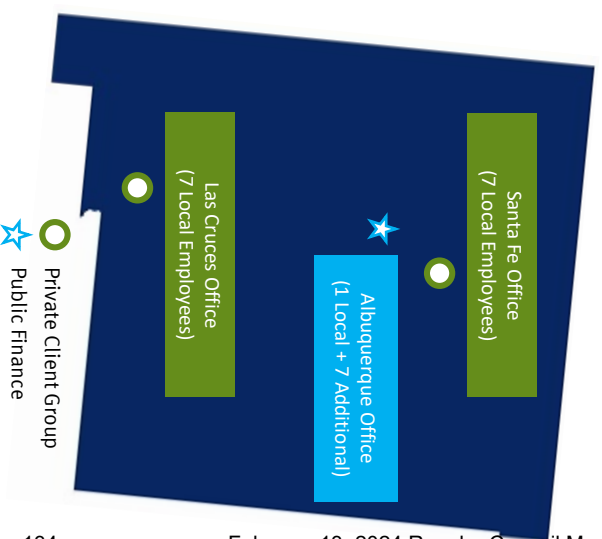 Santa Fe Office
(7 Local Employees)
Albuquerque Office
(1 Local + 7 Additional)
Las Cruces Office
(7 Local Employees)
Private Client Group
Public Finance